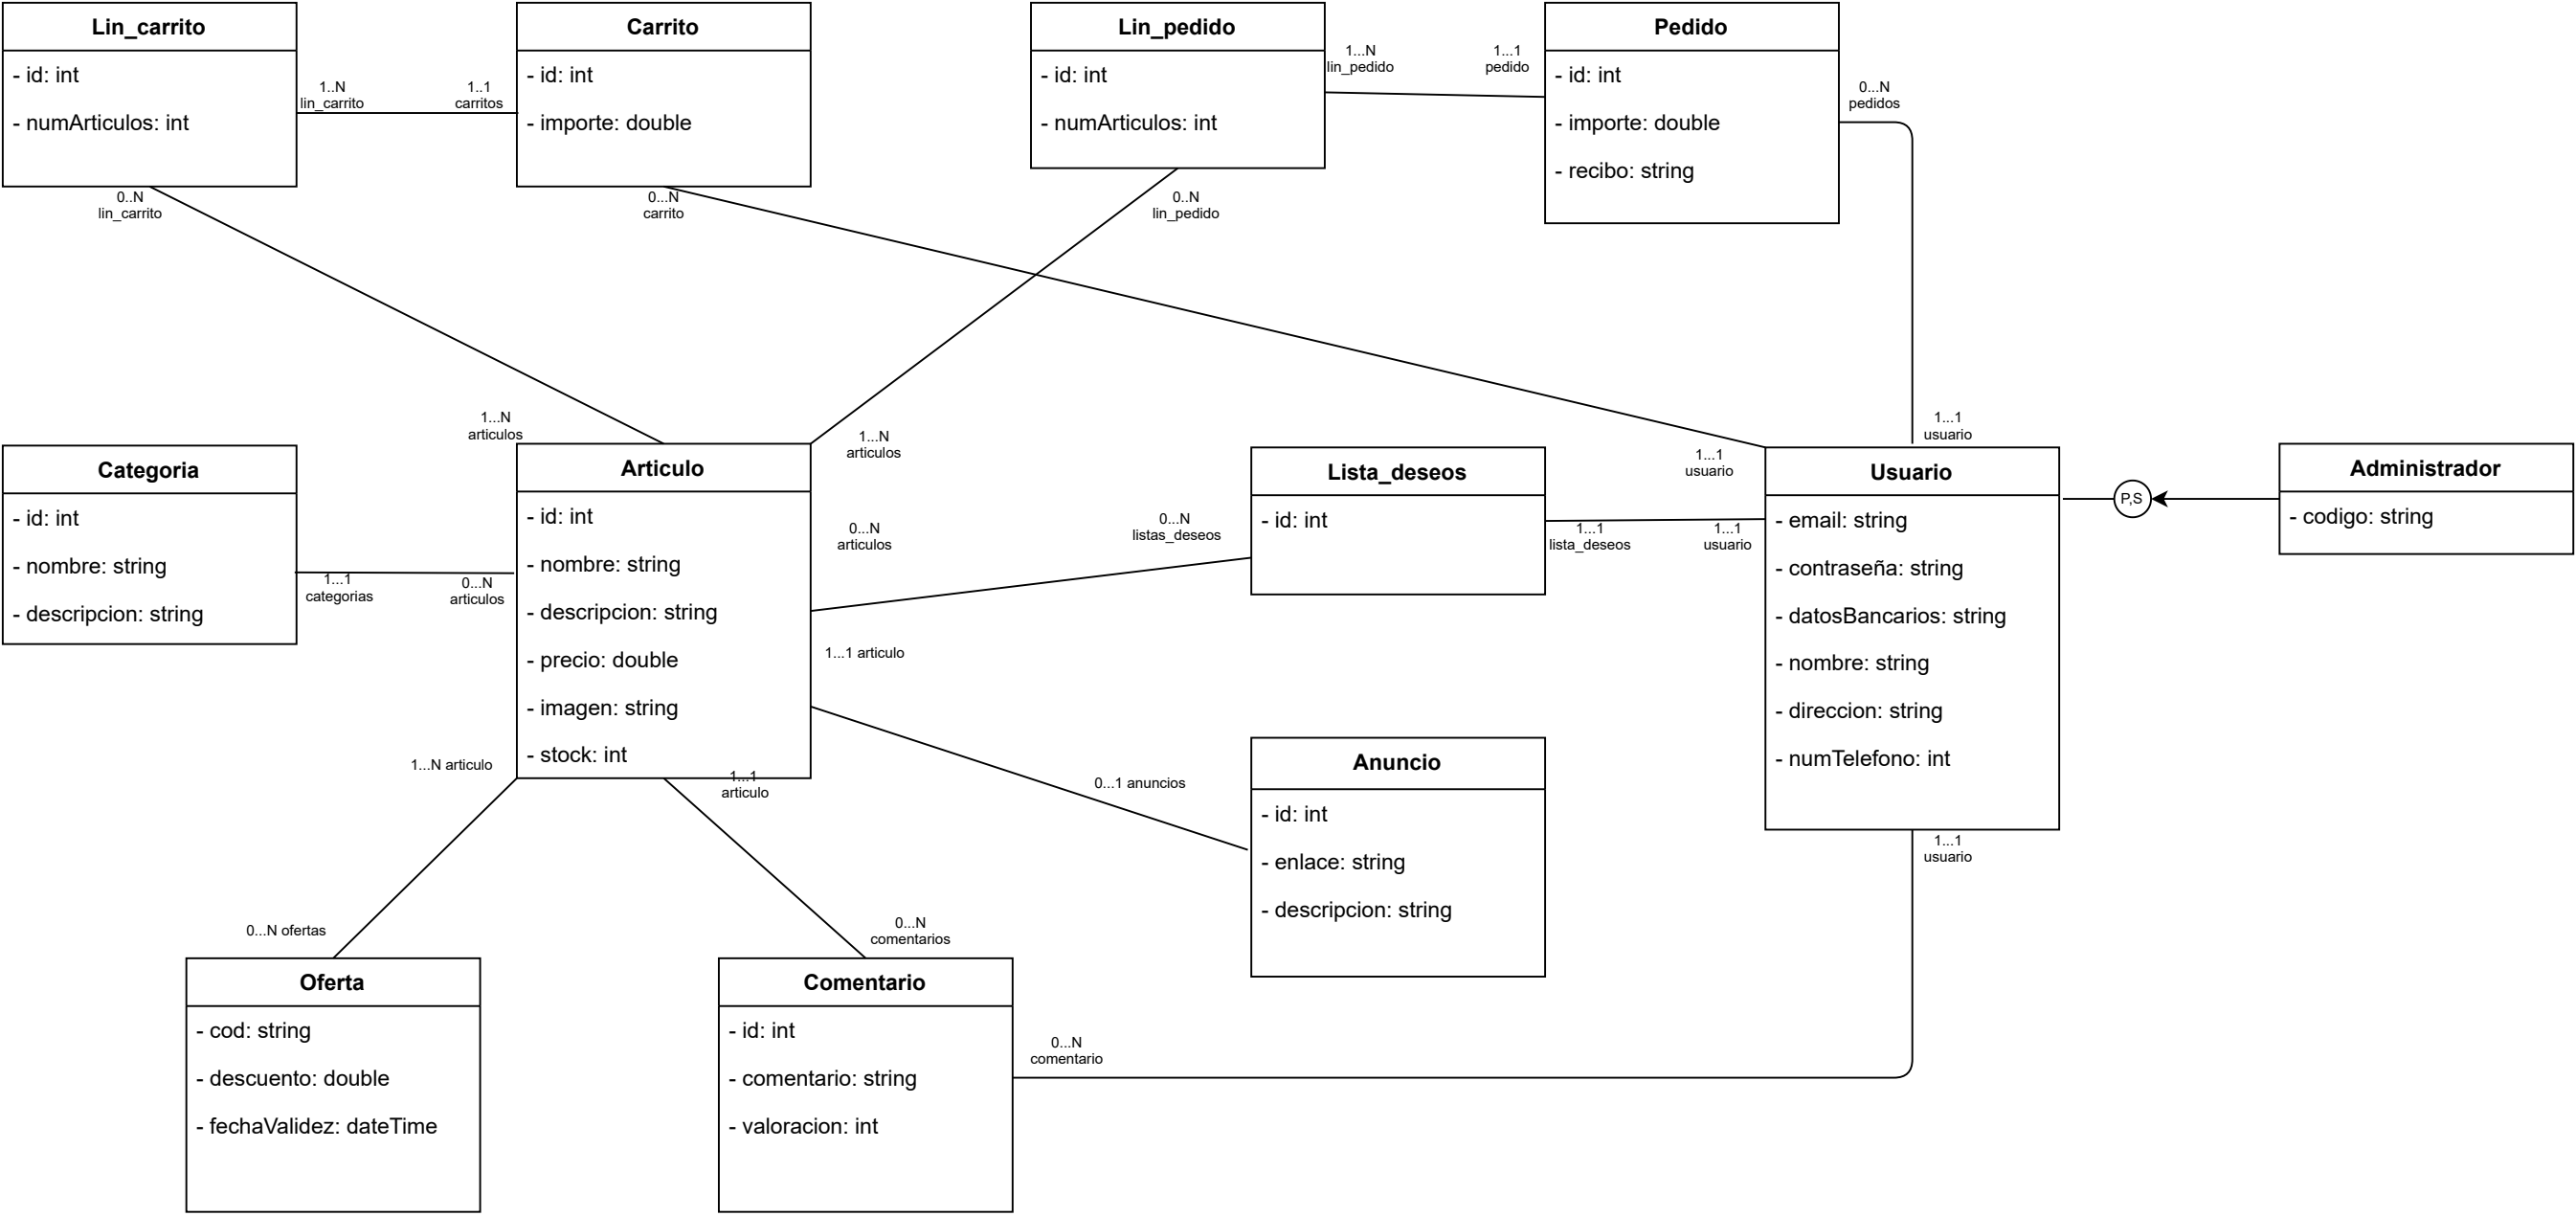 Lin_carrito
- id: int
- numArticulos: int
1..N
lin_carrito
1..1
carritos
Carrito
- id: int
- importe: double
Lin_pedido
- id: int
- numArticulos: int
1...N
lin_pedido
1...1
pedido
Pedido
- id: int
- importe: double
- recibo: string
0...N
pedidos
0..N
lin_carrito
0...N
carrito
0..N
lin_pedido
1...N
articulos
1...N
articulos
1...1
usuario
1...1
usuario
Categoria
- id: int
- nombre: string
- descripcion: string
1...1
categorias
0...N
articulos
Articulo
- id: int
- nombre: string
- descripcion: string
- precio: double
- imagen: string
- stock: int
0...N
articulos
0...N
listas_deseos
Lista_deseos
- id: int
1...1
lista_deseos
1...1
usuario
Usuario
- email: string
- contraseña: string
- datosBancarios: string
- nombre: string
- direccion: string
- numTelefono: int
P,S
Administrador
- codigo: string
1...1 articulo
0...1 anuncios
Anuncio
- id: int
- enlace: string
- descripcion: string
1...N articulo
1...1
articulo
1...1
usuario
0...N ofertas
0...N
comentarios
Oferta
- cod: string
- descuento: double
- fechaValidez: dateTime
Comentario
- id: int
- comentario: string
- valoracion: int
0...N
comentario